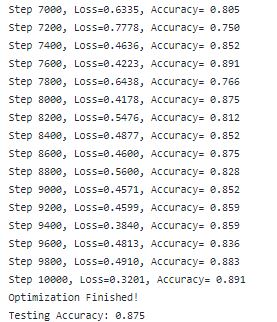 Step 7000, Loss=0.6335, Accuracy= 0.805
Step 7200, Loss=0.7778, Accuracy= 0.750
Step 7400, Loss=0.4636, Accuracy= 0.852
Step 7600, Loss=0.4223, Accuracy= 0.891
Step 7800, Loss=0.6438, Accuracy= 0.766
Step 8000, Loss=0.4178, Accuracy= 0.875
Step 8200, Loss=0.5476, Accuracy= 0.812
Step 8400, Loss=0.4877, Accuracy= 0.852
Step 8600, Loss=0.4600, Accuracy= 0.875
Step 8800, Loss=0.5600, Accuracy= 0.828
Step 9000, Loss=0.4571, Accuracy= 0.852
Step 9200, Loss=0.4599, Accuracy= 0.859
Step 9400, Loss=0.3840, Accuracy= 0.859
Step 9600, Loss=0.4813, Accuracy= 0.836
Step 9800, Loss=0.4910, Accuracy= 0.883
Step 10000, Loss=0.3201, Accuracy= 0.891
Optimization Finished!
Testing Accuracy: 0.875